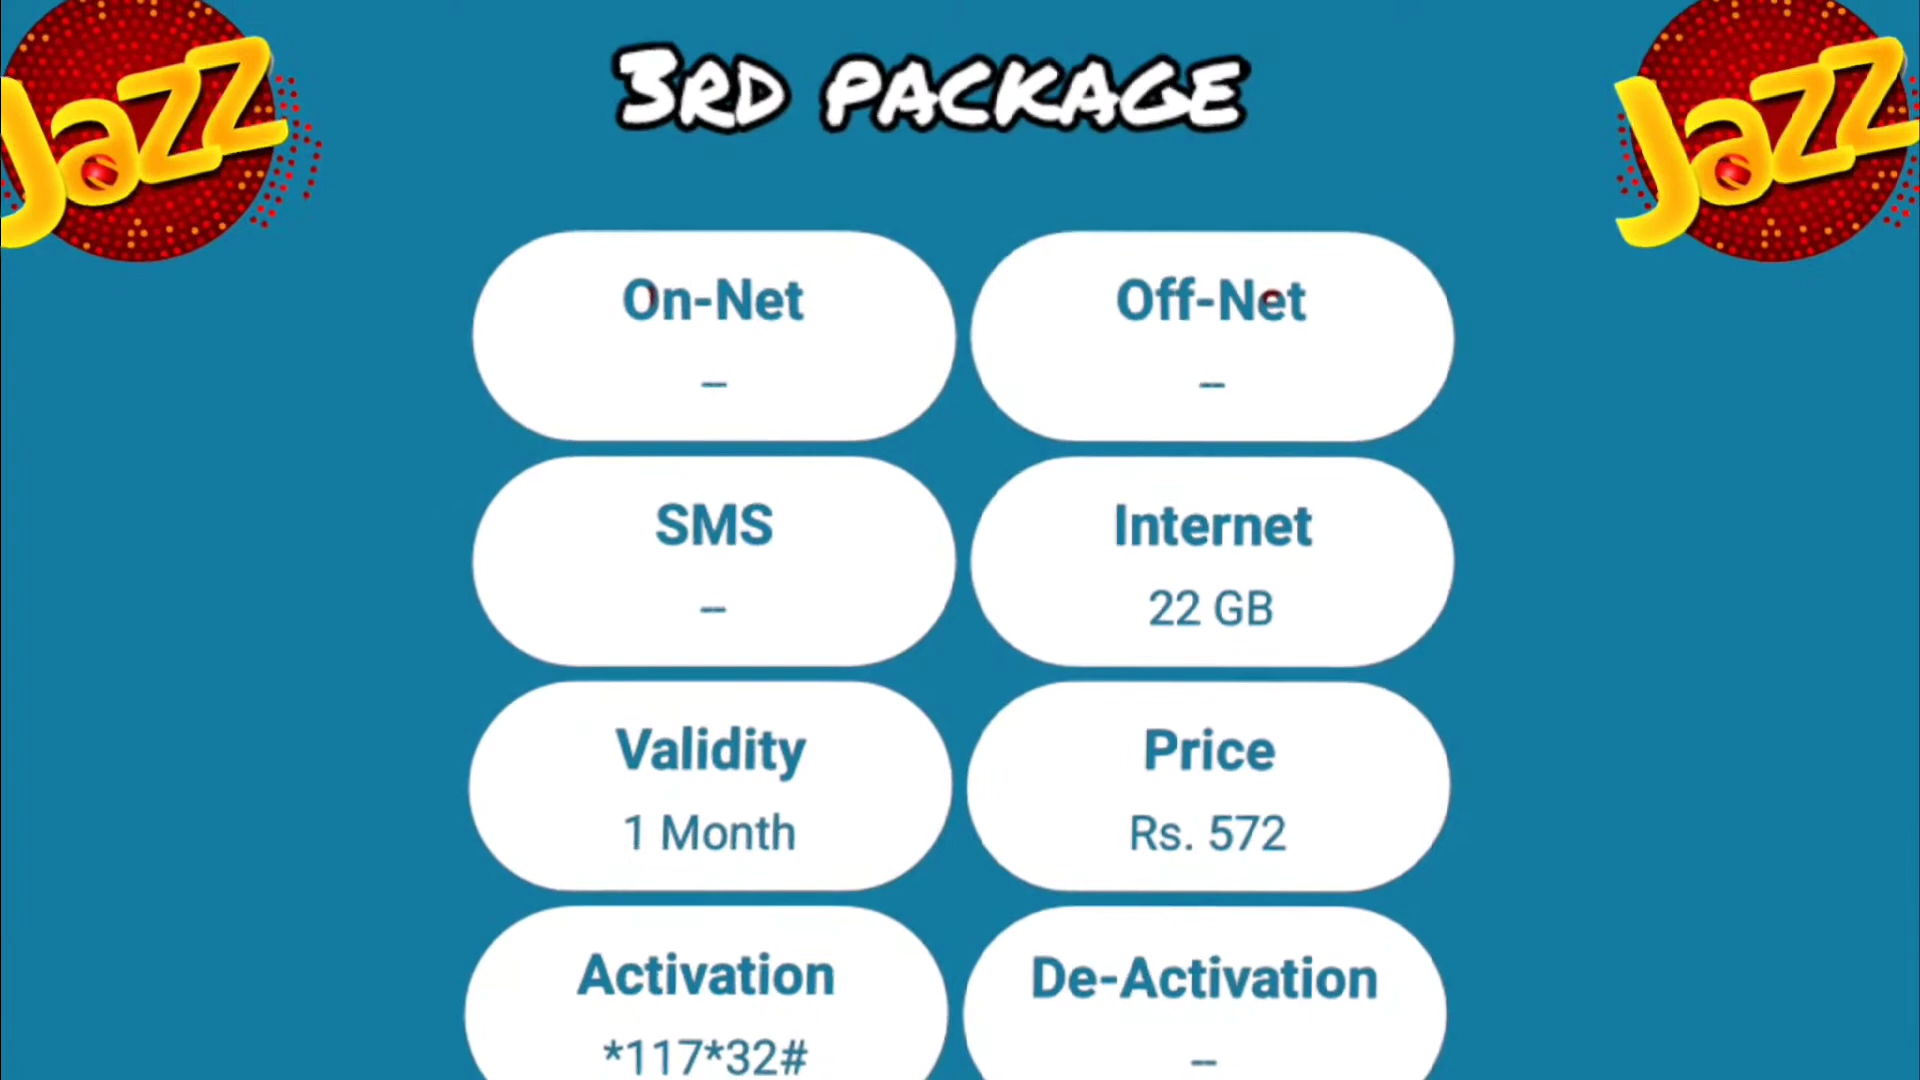 Jazz
3RD PACKAGE
Jazz
On-Net
--
Off-Net
--
SMS
--
Internet
22 GB
Validity
1 Month
Price
Rs. 572
Activation
*117*32#
De-Activation
--